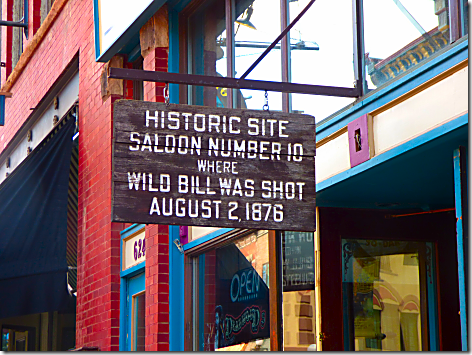 HISTORIC SITE
SALOON NUMBER 10
WHERE
WILD BILL WAS SHOT
AUGUST 2, 1876
OPEN